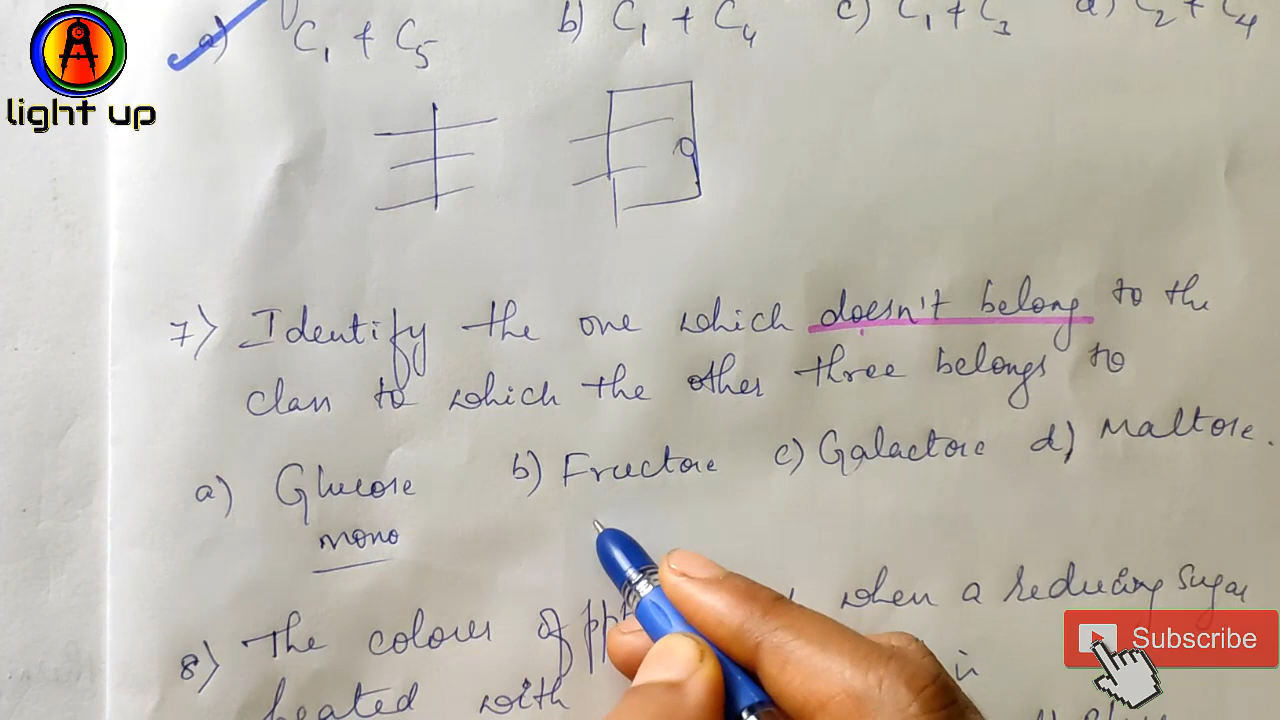 a) C₁ + C₅ b) C₁ + C₄ c) C₁ + C₃ d) C₂ + C₄
light up
7) Identify the one which doesn't belong to the
class to which the other three belongs to
a) Glucose b) Fructose c) Galactose d) Maltose.
mono
8) The colour of ppt when a reducing sugar
Subscribe
heated with in